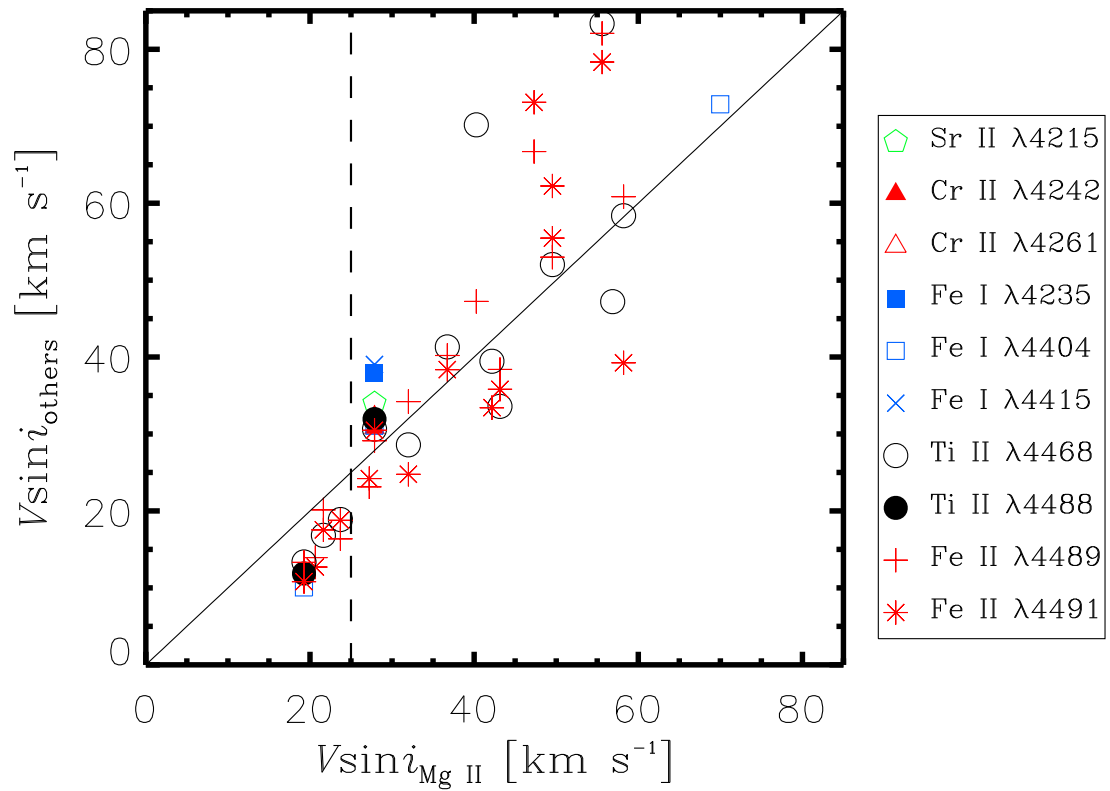 80
60
40
20
0
0 20 40 60 80
Vsini_others [km s⁻¹]
Vsini_Mg II [km s⁻¹]
Sr II λ4215
Cr II λ4242
Cr II λ4261
Fe I λ4235
Fe I λ4404
Fe I λ4415
Ti II λ4468
Ti II λ4488
Fe II λ4489
Fe II λ4491